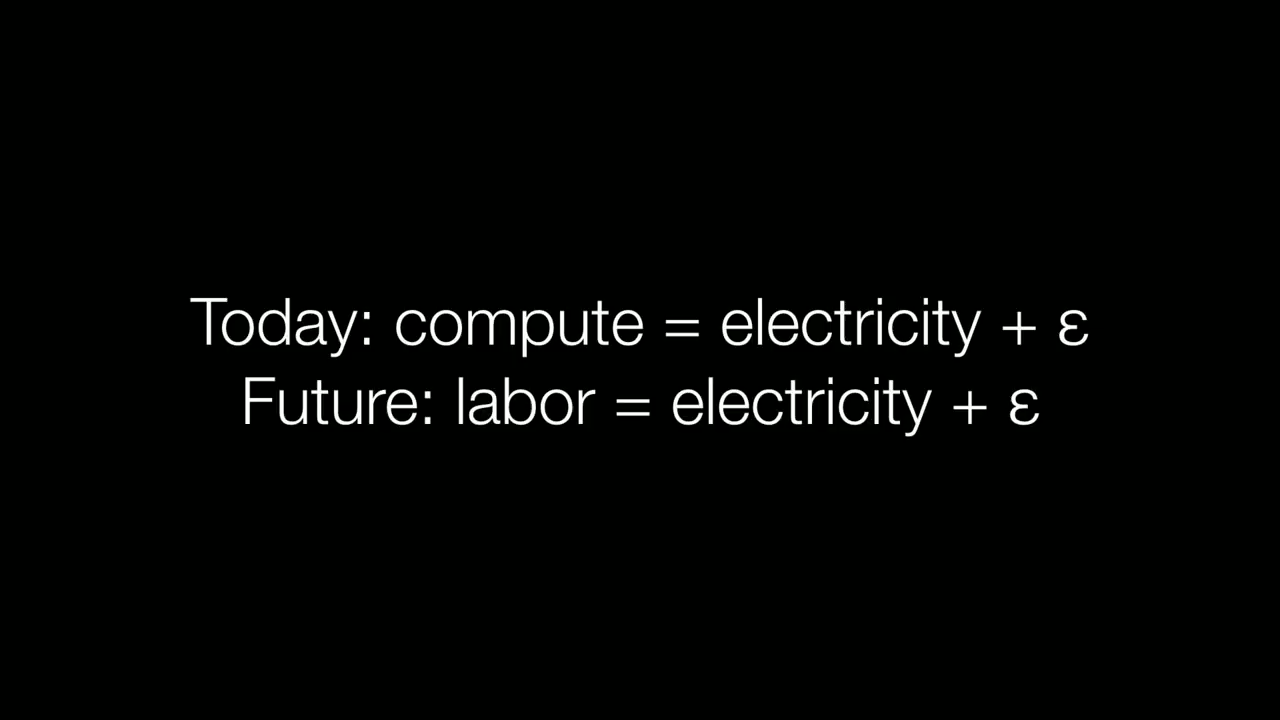 Today: compute = electricity + ε
Future: labor = electricity + ε